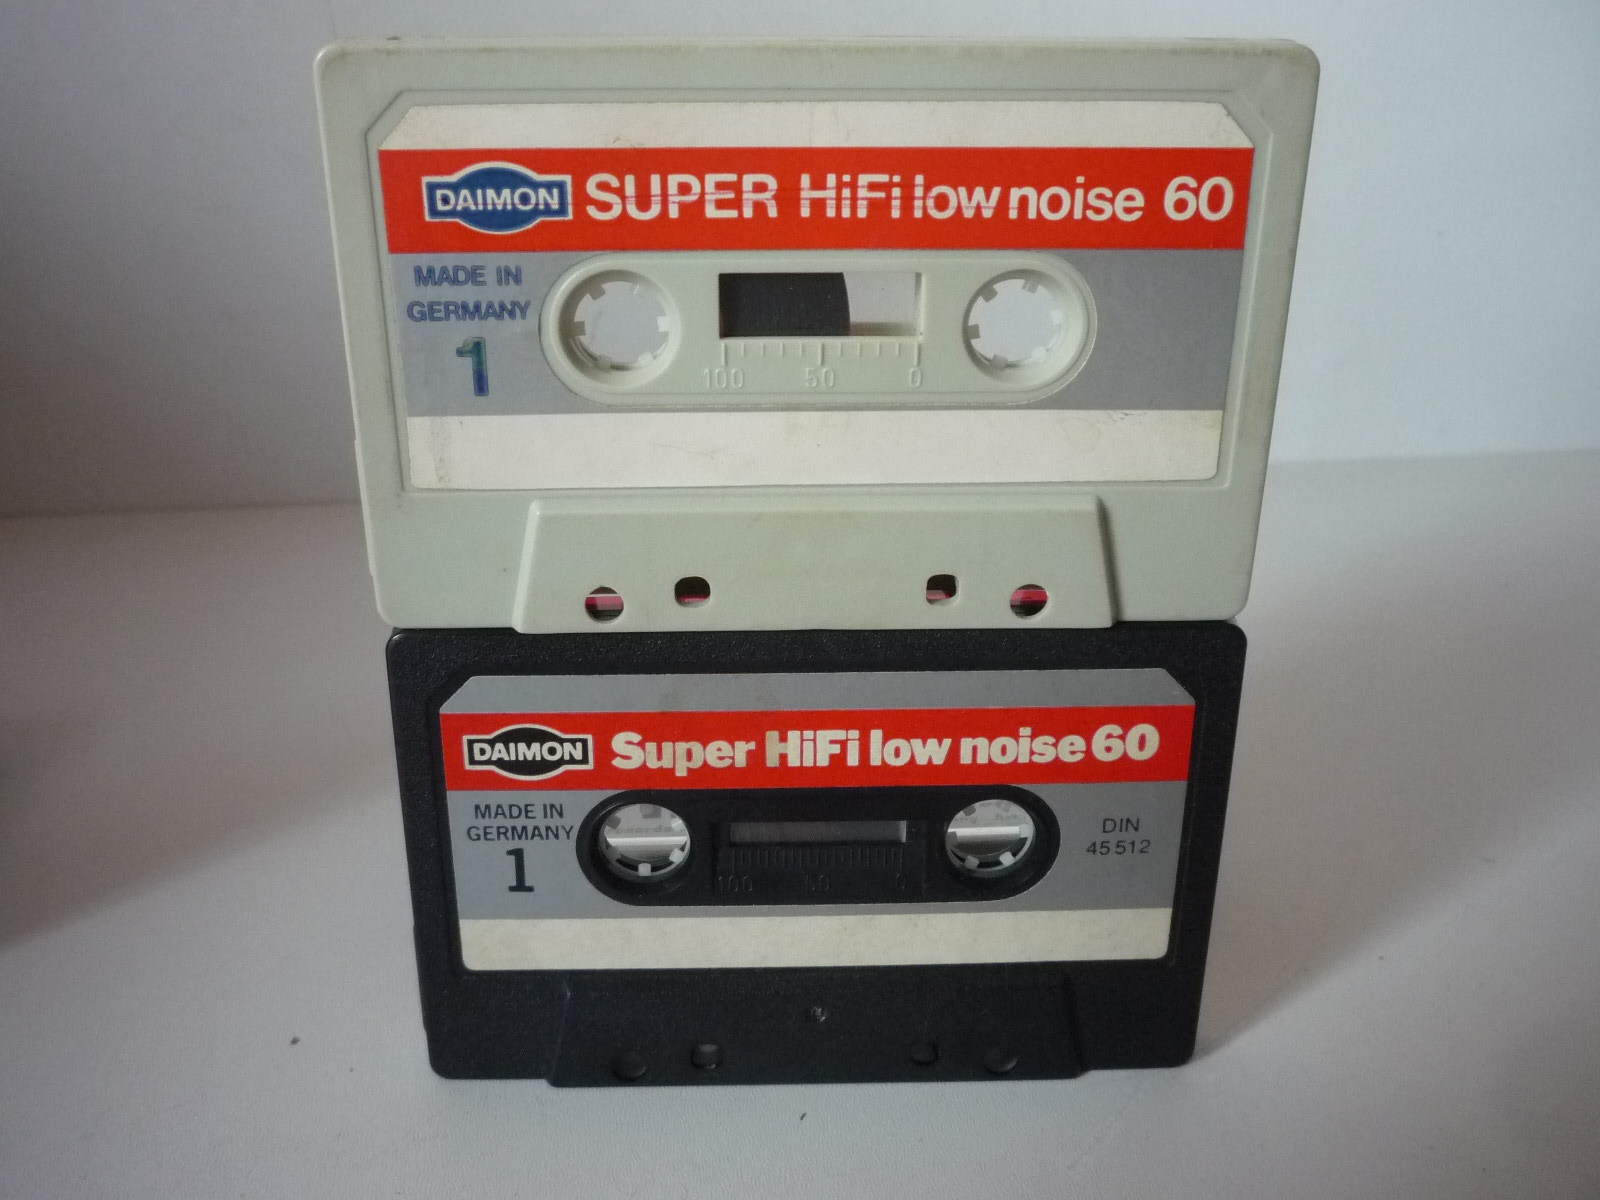 DAIMON SUPER HiFi low noise 60
MADE IN
GERMANY
1
100 50 0
DAIMON Super HiFi low noise 60
MADE IN
GERMANY
1
DIN
45 512
100 50 0